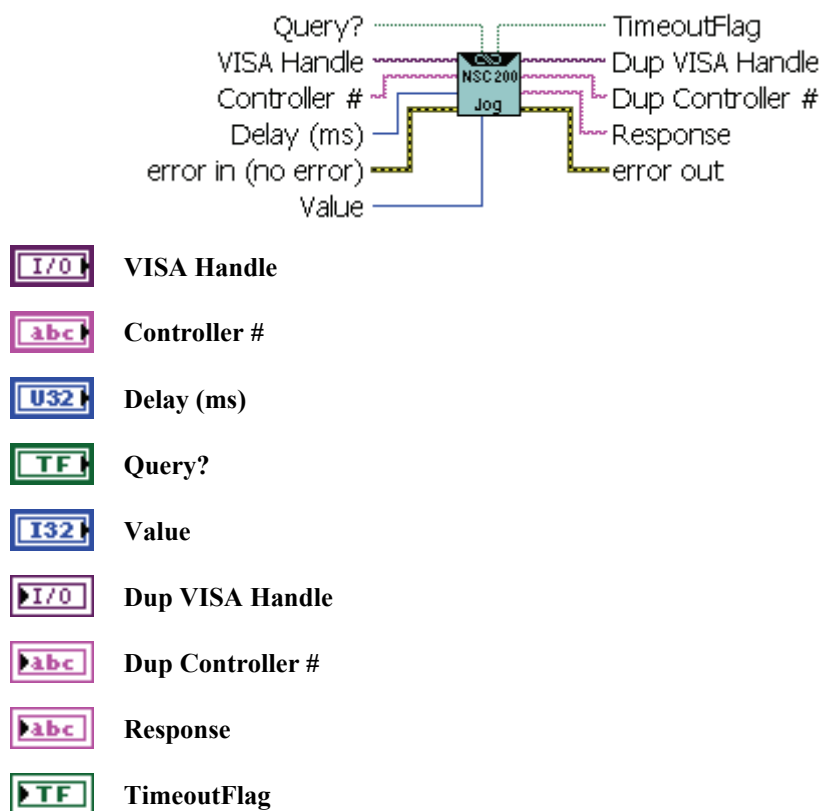 Query? TimeoutFlag
VISA Handle Dup VISA Handle
NSC 200
Controller # Dup Controller #
Jog
Delay (ms) Response
error in (no error) error out
Value
I/O VISA Handle
abc Controller #
U32 Delay (ms)
TF Query?
I32 Value
I/O Dup VISA Handle
abc Dup Controller #
abc Response
TF TimeoutFlag